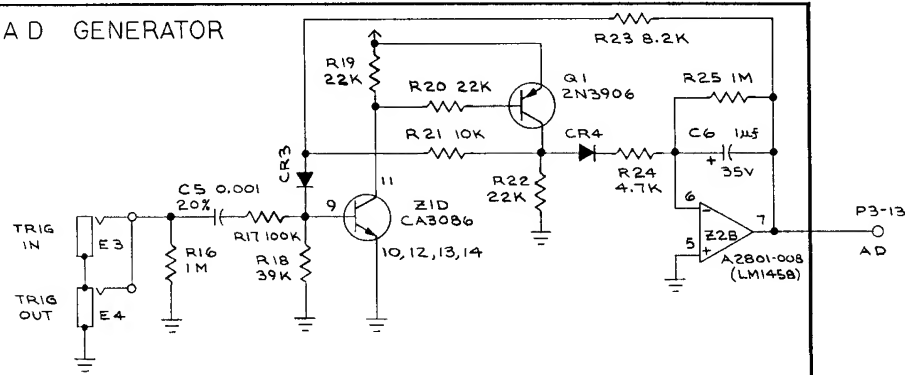 AD GENERATOR
R23 8.2K
R19
22K
R20 22K
Q1
2N3906
R25 1M
R21 10K
CR4
C6 1µf
+
35V
CR3
R24
4.7K
C5 0.001
20%
11
Z1D
CA3086
R22
22K
9
6
-
7
P3-13
TRIG
IN
E3
R16
1M
R17 100K
R18
39K
10,12,13,14
5
+
Z2B
A2801-008
(LM1458)
AD
TRIG
OUT
E4